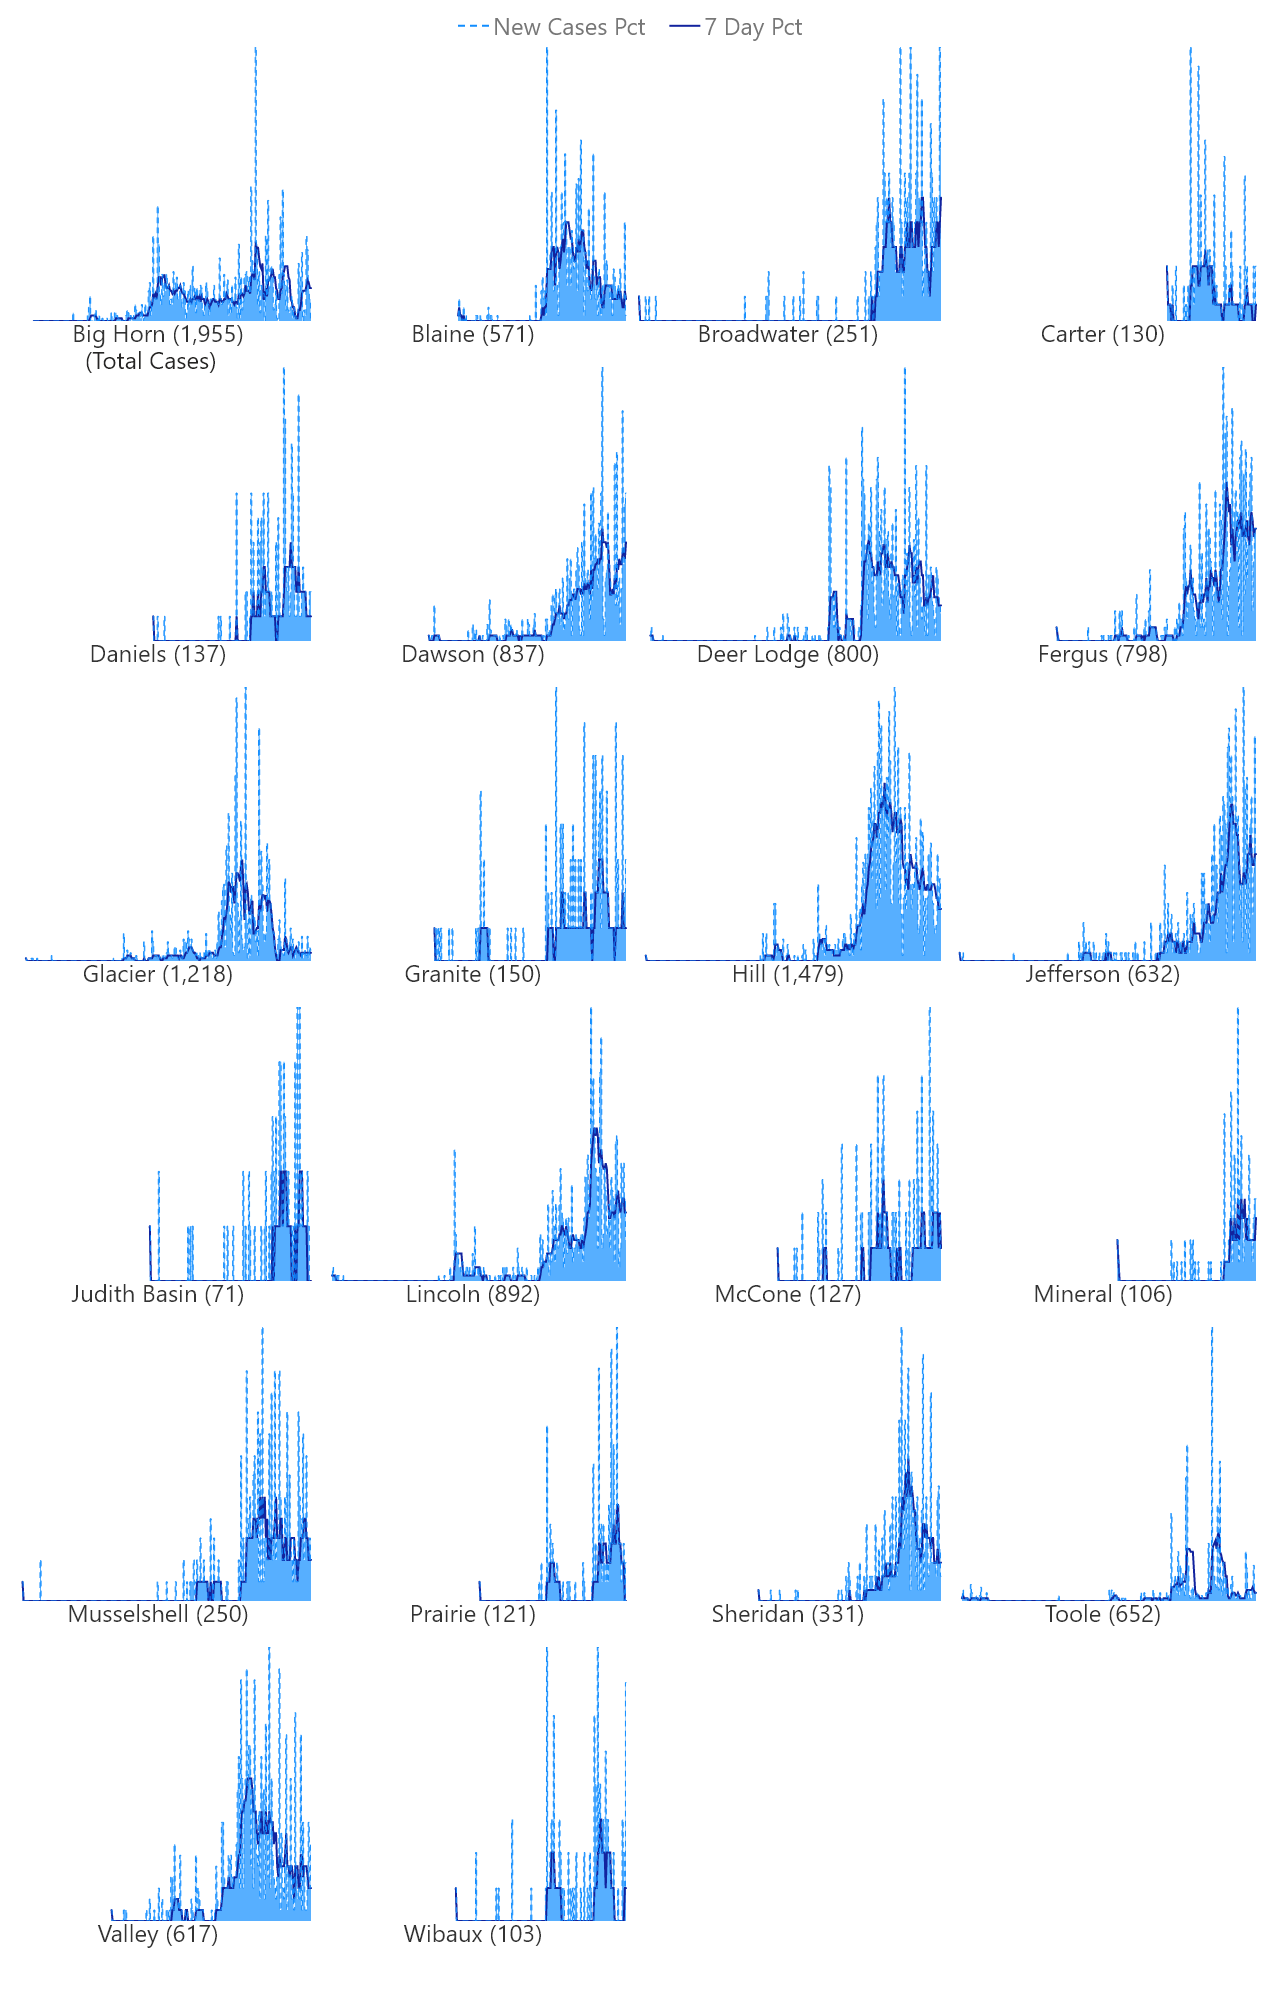 New Cases Pct 7 Day Pct
Big Horn (1,955) Blaine (571) Broadwater (251) Carter (130)
(Total Cases)
Daniels (137) Dawson (837) Deer Lodge (800) Fergus (798)
Glacier (1,218) Granite (150) Hill (1,479) Jefferson (632)
Judith Basin (71) Lincoln (892) McCone (127) Mineral (106)
Musselshell (250) Prairie (121) Sheridan (331) Toole (652)
Valley (617) Wibaux (103)